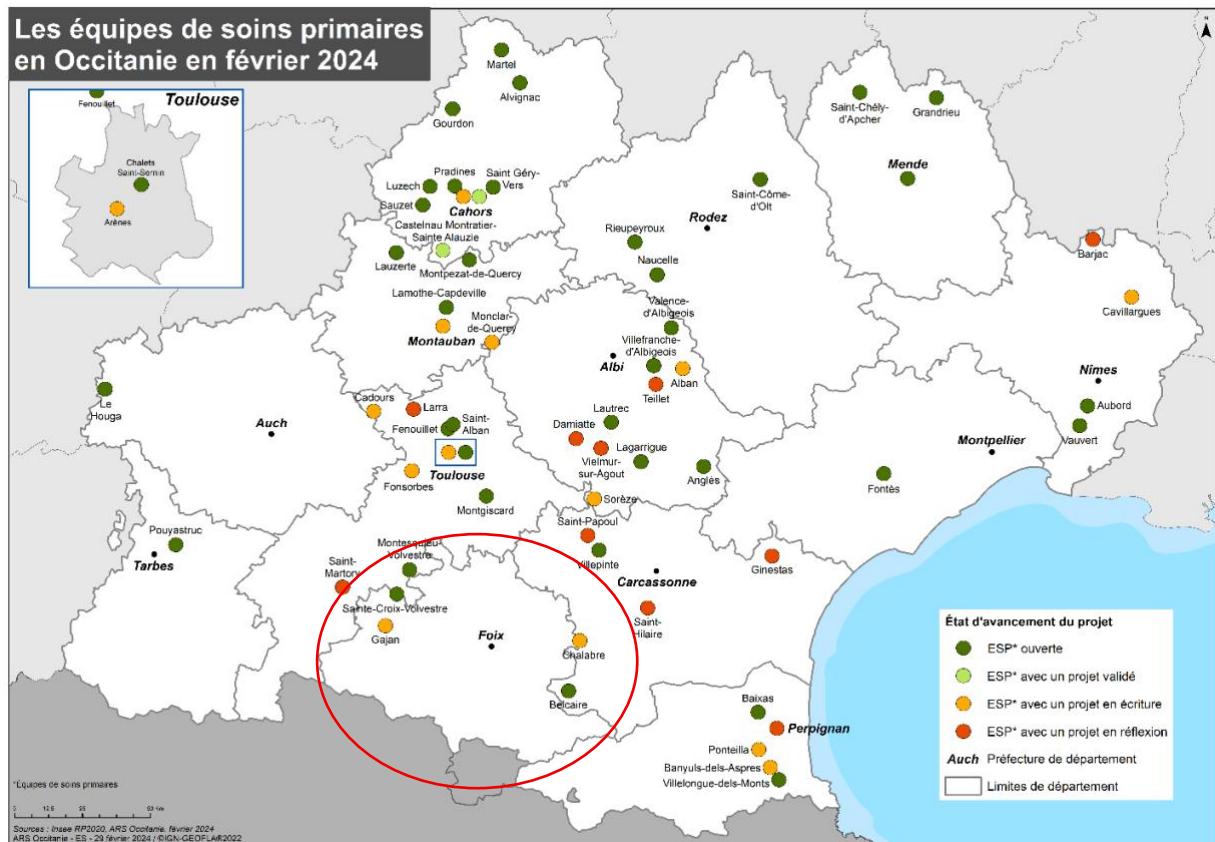 Les équipes de soins primaires
en Occitanie en février 2024
Toulouse
Fenouillet
Chalets
Saint-Sernin
Arènes
Martel
Alvignac
Gourdon
Saint-Chély-
d'Apcher
Grandrieu
Mende
Pradines
Saint Géry-
Vers
Luzech
Sauzet
Cahors
Castelnau Montratier-
Sainte Alauzie
Saint-Côme-
d'Olt
Rodez
Rieupeyroux
Naucelle
Lauzerte
Montpezat-de-Quercy
Barjac
Cavillargues
Lamothe-Capdeville
Monclar-
de-Quercy
Montauban
Valence-
d'Albigeois
Villefranche-
d'Albigeois
Albi
Alban
Teillet
Nîmes
Aubord
Vauvert
Le
Houga
Auch
Cadours
Larra
Fenouillet
Saint-
Alban
Toulouse
Fonsorbes
Montgiscard
Lautrec
Damiatte
Lagarrigue
Vielmur-
sur-Agout
Anglès
Sorèze
Montpellier
Fontès
Pouyastruc
Tarbes
Saint-Papoul
Villepinte
Carcassonne
Ginestas
Saint-
Hilaire
Montesquieu-
Volvestre
Saint-
Martory
Sainte-Croix-Volvestre
Gajan
Foix
Chalabre
Belcaire
Baixas
Perpignan
Ponteilla
Banyuls-dels-Aspres
Villelongue-dels-Monts
État d'avancement du projet
ESP* ouverte
ESP* avec un projet validé
ESP* avec un projet en écriture
ESP* avec un projet en réflexion
Auch Préfecture de département
Limites de département
*Équipes de soins primaires
0 12.5 25 50 Km
Sources : Insee RP2020, ARS Occitanie, février 2024
ARS Occitanie - ES - 29 février 2024 / ©IGN-GEOFLA®2022